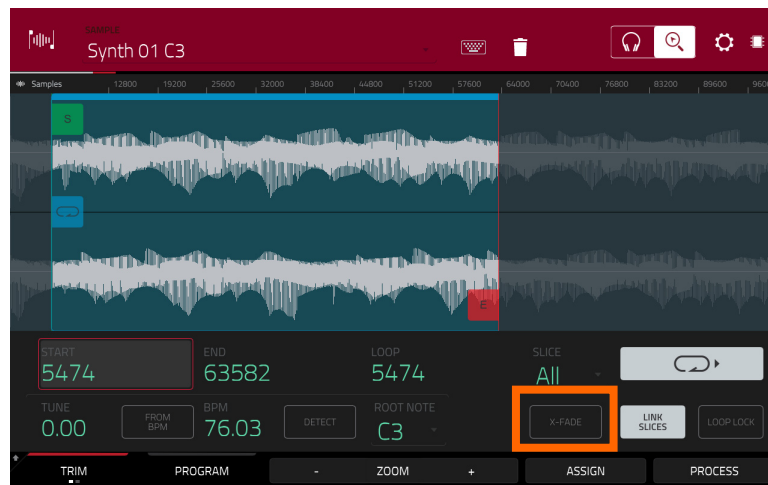 SAMPLE
Synth 01 C3
Samples 12800 19200 25600 32000 38400 44800 51200 57600 64000 70400 76800 83200 89600 9600
S
E
START END LOOP SLICE
5474 63582 5474 All
TUNE BPM ROOT NOTE
0.00 FROM BPM 76.03 DETECT C3 X-FADE LINK SLICES LOOP LOCK
TRIM PROGRAM - ZOOM + ASSIGN PROCESS